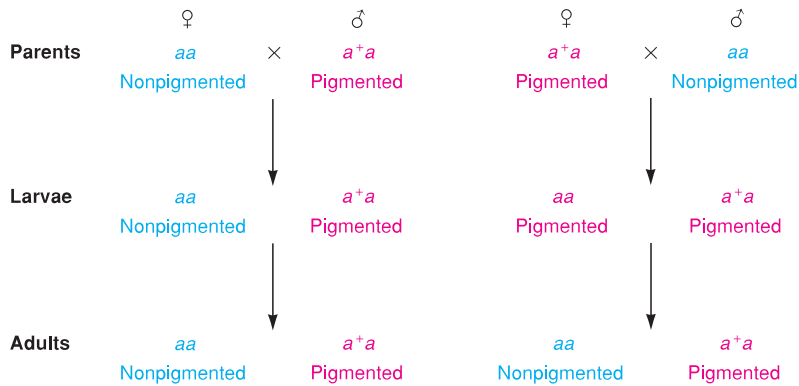 ♀ ♂ ♀ ♂
Parents aa × a⁺a a⁺a × aa
Nonpigmented Pigmented Pigmented Nonpigmented
Larvae aa a⁺a aa a⁺a
Nonpigmented Pigmented Pigmented Pigmented
Adults aa a⁺a aa a⁺a
Nonpigmented Pigmented Nonpigmented Pigmented